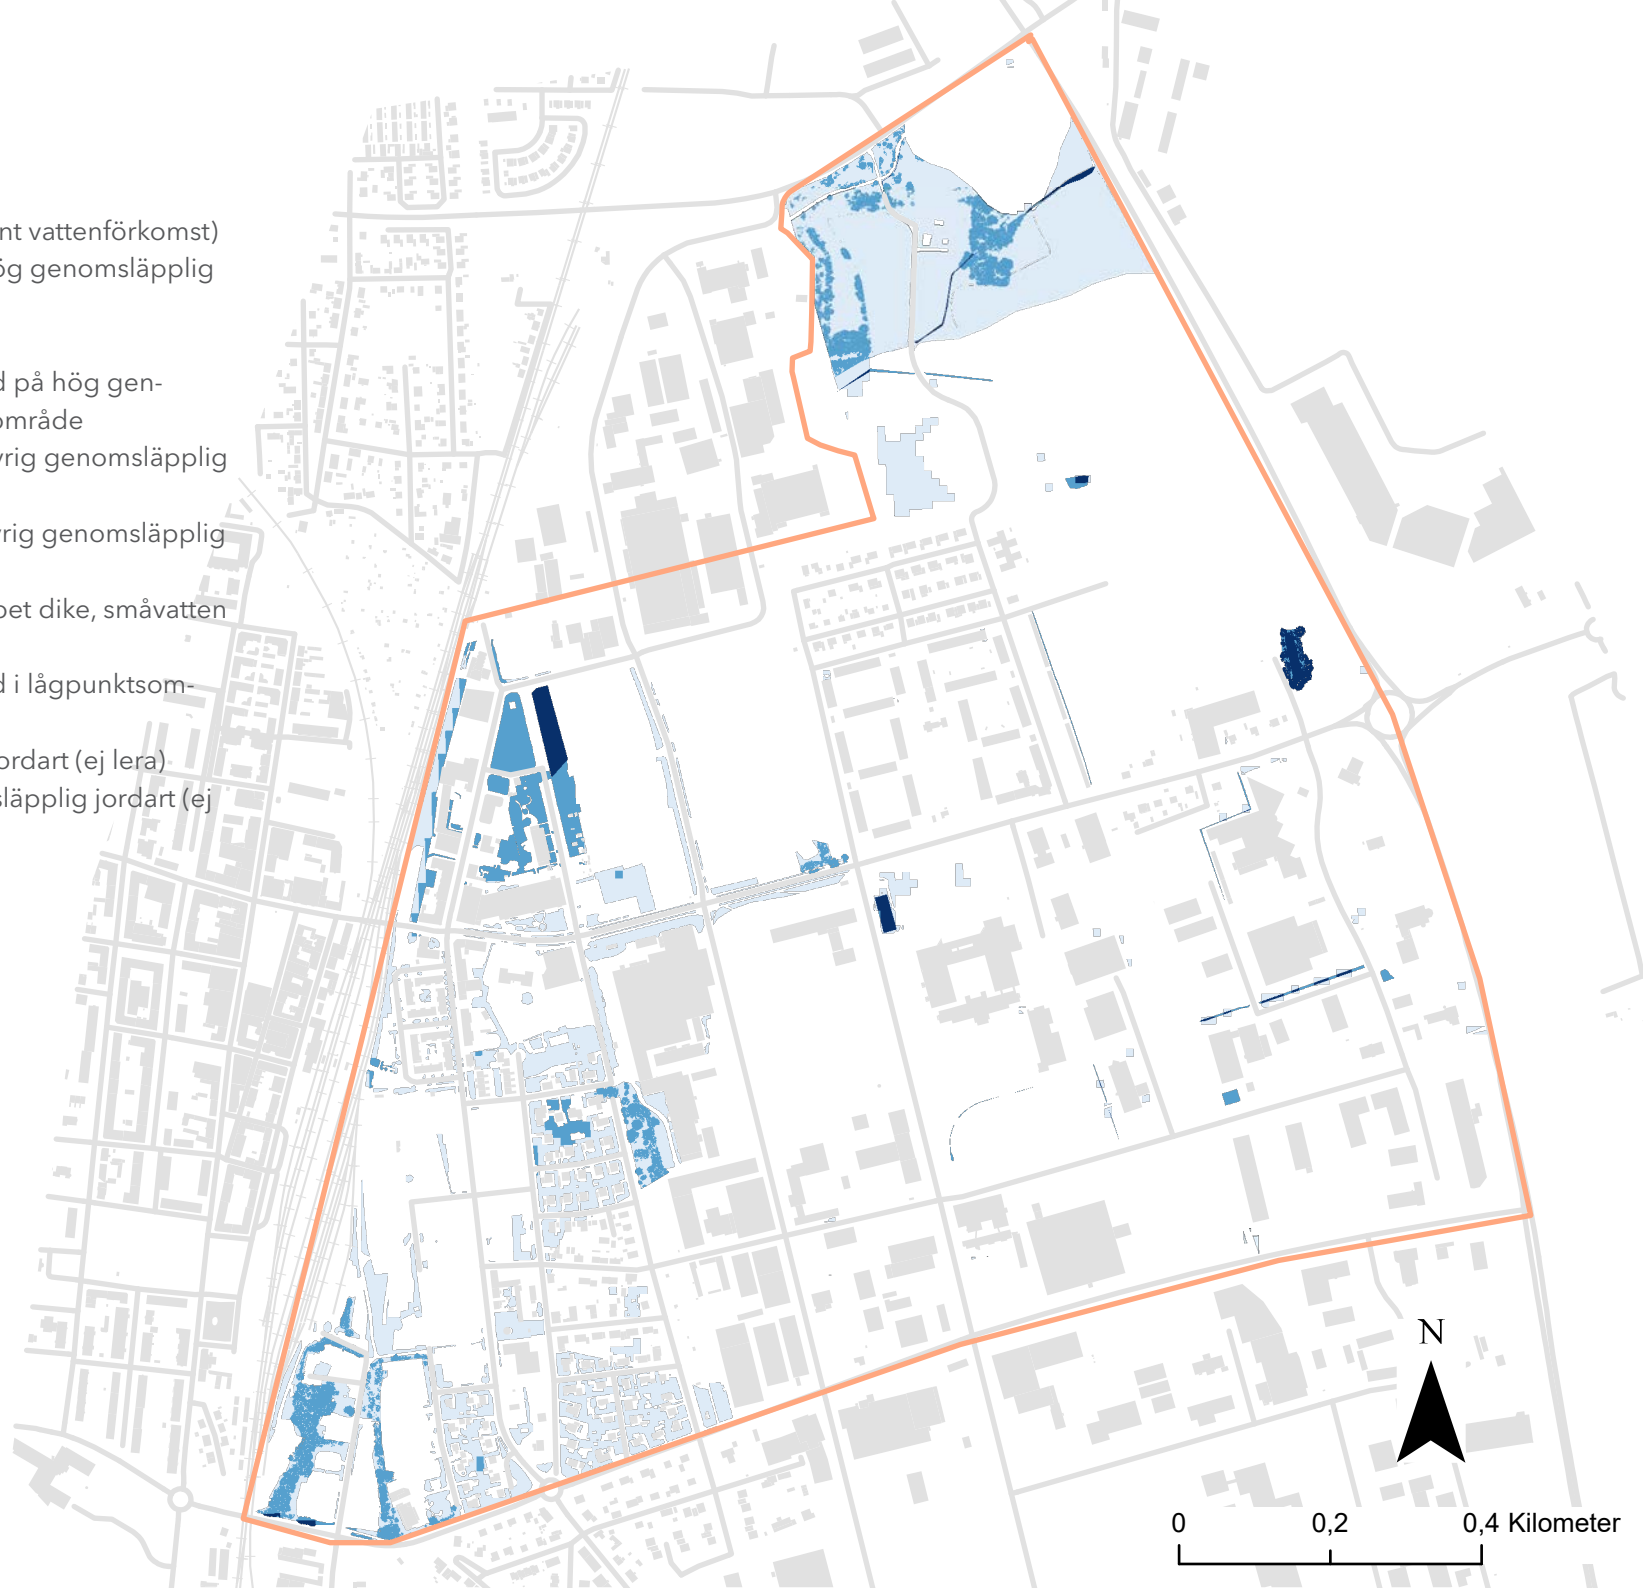 nt vattenförkomst)
ög genomsläpplig
d på hög gen-
område
vrig genomsläpplig
vrig genomsläpplig
pet dike, småvatten
d i lågpunktsom-
jordart (ej lera)
släpplig jordart (ej
N
0 0,2 0,4 Kilometer